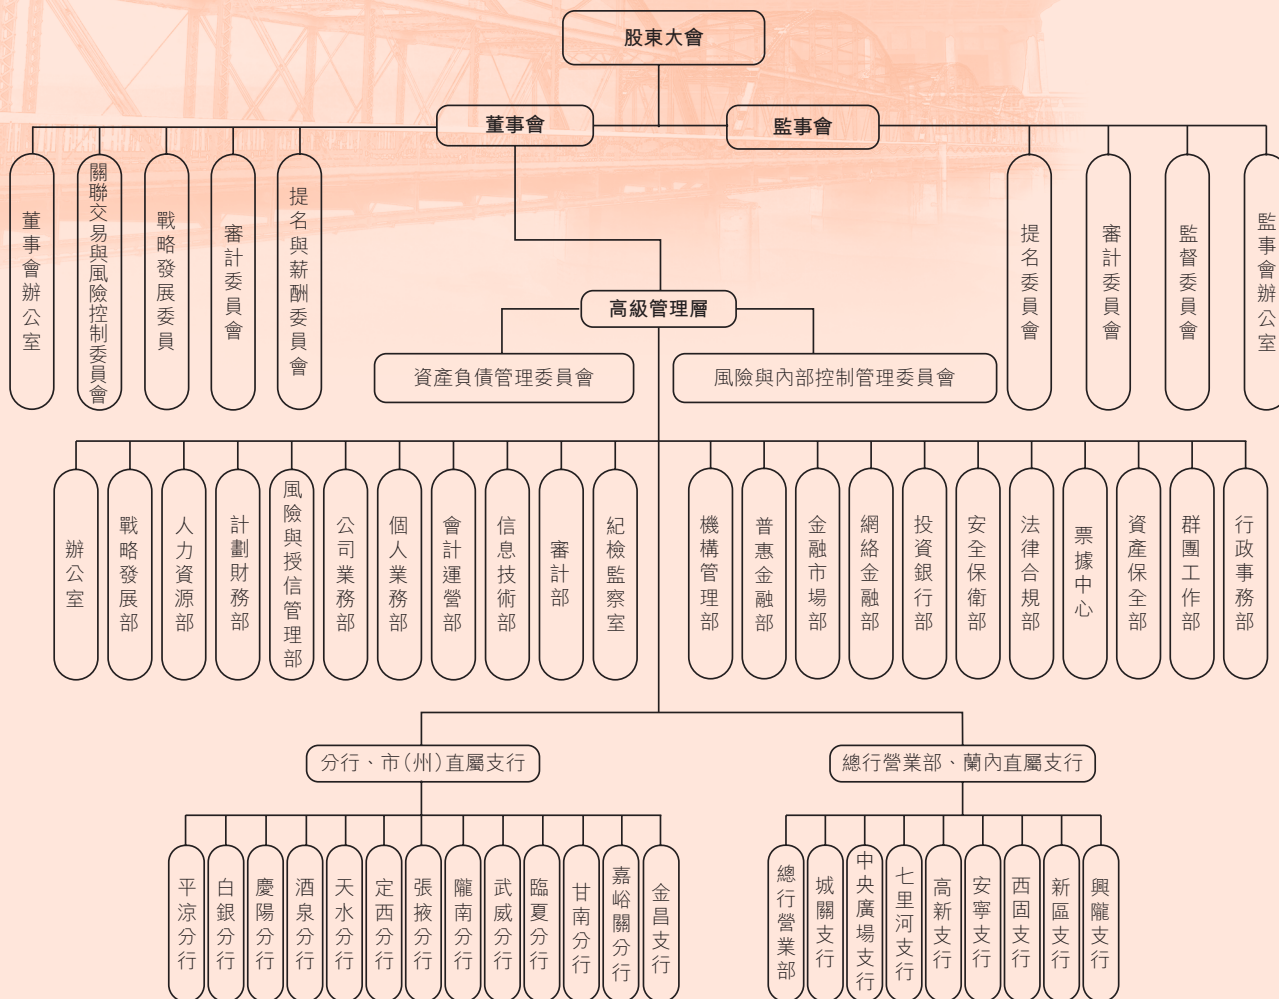 股東大會
董事會
監事會
董事會辦公室
關聯交易與風險控制委員會
戰略發展委員
審計委員會
提名與薪酬委員會
提名委員會
審計委員會
監督委員會
監事會辦公室
高級管理層
資產負債管理委員會
風險與內部控制管理委員會
辦公室
戰略發展部
人力資源部
計劃財務部
風險與授信管理部
公司業務部
個人業務部
會計運營部
信息技術部
審計部
紀檢監察室
機構管理部
普惠金融部
金融市場部
網絡金融部
投資銀行部
安全保衛部
法律合規部
票據中心
資產保全部
群團工作部
行政事務部
分行、市(州)直屬支行
總行營業部、蘭內直屬支行
平涼分行
白銀分行
慶陽分行
酒泉分行
天水分行
定西分行
張掖分行
隴南分行
武威分行
臨夏分行
甘南分行
嘉峪關分行
金昌支行
總行營業部
城關支行
中央廣場支行
七里河支行
高新支行
安寧支行
西固支行
新區支行
興隴支行